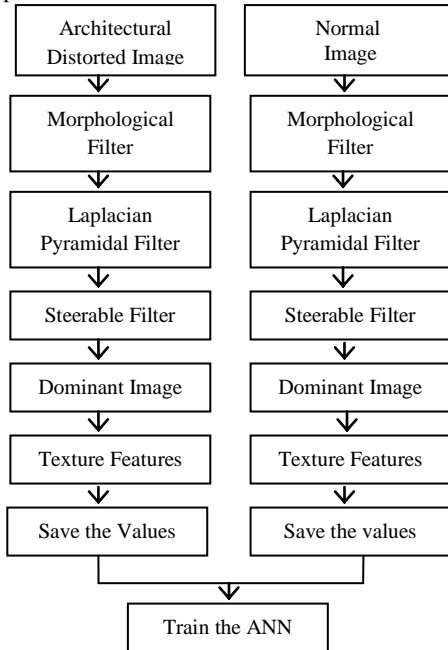 Architectural
Distorted Image
Morphological
Filter
Laplacian
Pyramidal Filter
Steerable Filter
Dominant Image
Texture Features
Save the Values
Normal
Image
Morphological
Filter
Laplacian
Pyramidal Filter
Steerable Filter
Dominant Image
Texture Features
Save the values
Train the ANN